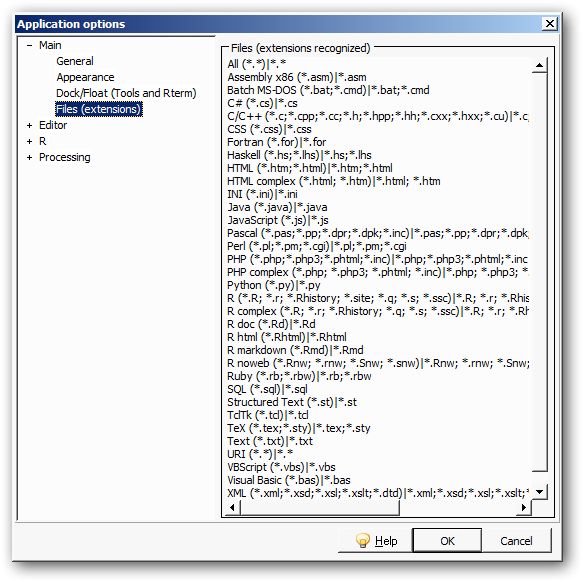 Application options
Main
General
Appearance
Dock/Float (Tools and Rterm)
Files (extensions)
Editor
R
Processing
Files (extensions recognized)
All (*.*)|*.*
Assembly x86 (*.asm)|*.asm
Batch MS-DOS (*.bat;*.cmd)|*.bat;*.cmd
C# (*.cs)|*.cs
C/C++ (*.c;*.cpp;*.cc;*.h;*.hpp;*.hh;*.cxx;*.hxx;*.cu)|*.c;
CSS (*.css)|*.css
Fortran (*.for)|*.for
Haskell (*.hs;*.lhs)|*.hs;*.lhs
HTML (*.htm;*.html)|*.htm;*.html
HTML complex (*.html; *.htm)|*.html; *.htm
INI (*.ini)|*.ini
Java (*.java)|*.java
JavaScript (*.js)|*.js
Pascal (*.pas;*.pp;*.dpr;*.dpk;*.inc)|*.pas;*.pp;*.dpr;*.dpk;
Perl (*.pl;*.pm;*.cgi)|*.pl;*.pm;*.cgi
PHP (*.php;*.php3;*.phtml;*.inc)|*.php;*.php3;*.phtml;*.inc
PHP complex (*.php; *.php3; *.phtml; *.inc)|*.php; *.php3; *.
Python (*.py)|*.py
R (*.R; *.r; *.Rhistory; *.site; *.q; *.s; *.ssc)|*.R; *.r; *.Rhis
R complex (*.R; *.r; *.Rhistory; *.q; *.s; *.ssc)|*.R; *.r; *.Rh
R doc (*.Rd)|*.Rd
R html (*.Rhtml)|*.Rhtml
R markdown (*.Rmd)|*.Rmd
R noweb (*.Rnw; *.rnw; *.Snw; *.snw)|*.Rnw; *.rnw; *.Snw;
Ruby (*.rb;*.rbw)|*.rb;*.rbw
SQL (*.sql)|*.sql
Structured Text (*.st)|*.st
TclTk (*.tcl)|*.tcl
TeX (*.tex;*.sty)|*.tex;*.sty
Text (*.txt)|*.txt
URI (*.*)|*.*
VBScript (*.vbs)|*.vbs
Visual Basic (*.bas)|*.bas
XML (*.xml;*.xsd;*.xsl;*.xslt;*.dtd)|*.xml;*.xsd;*.xsl;*.xslt;*
Help OK Cancel